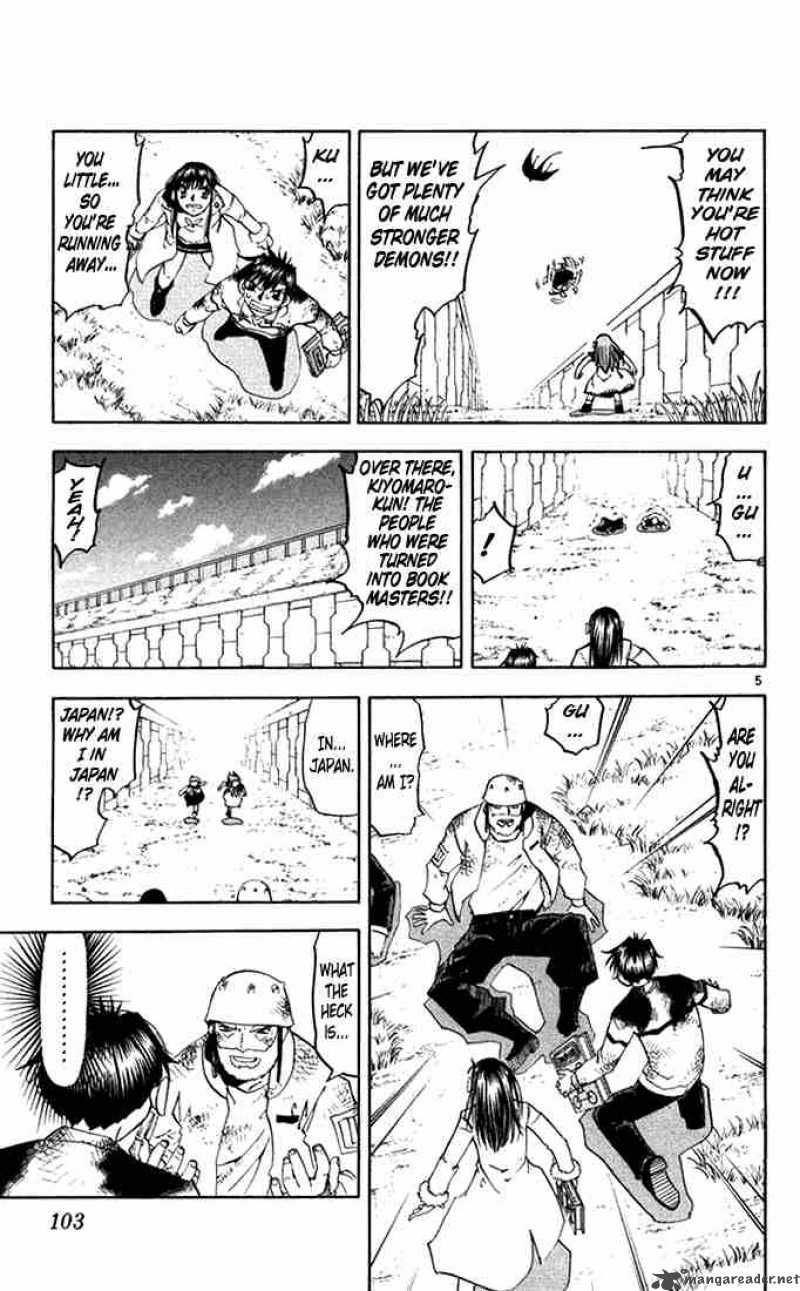 YOU
MAY
THINK
YOU'RE
HOT
STUFF
NOW
!!!
BUT WE'VE
GOT PLENTY
OF MUCH
STRONGER
DEMONS!!
KU
...
YOU
LITTLE...
SO
YOU'RE
RUNNING
AWAY...
U
...
GU
...
!
OVER THERE,
KIYOMARO-
KUN! THE
PEOPLE
WHO WERE
TURNED
INTO BOOK
MASTERS!!
YEAH!
5
ARE
YOU
AL-
RIGHT
!?
GU
...
WHERE
...
AM I?
IN...
JAPAN.
JAPAN!?
WHY AM
I IN
JAPAN
!?
WHAT
THE
HECK
IS...
.........
103
mangareader.net